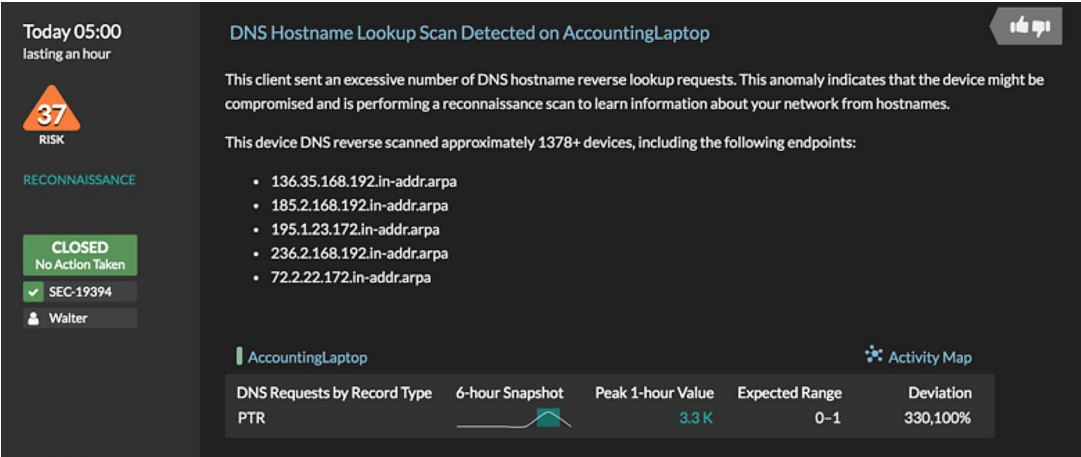 Today 05:00
lasting an hour
37
RISK
RECONNAISSANCE
CLOSED
No Action Taken
SEC-19394
Walter
DNS Hostname Lookup Scan Detected on AccountingLaptop
This client sent an excessive number of DNS hostname reverse lookup requests. This anomaly indicates that the device might be
compromised and is performing a reconnaissance scan to learn information about your network from hostnames.
This device DNS reverse scanned approximately 1378+ devices, including the following endpoints:
• 136.35.168.192.in-addr.arpa
• 185.2.168.192.in-addr.arpa
• 195.1.23.172.in-addr.arpa
• 236.2.168.192.in-addr.arpa
• 72.2.22.172.in-addr.arpa
AccountingLaptop Activity Map
DNS Requests by Record Type 6-hour Snapshot Peak 1-hour Value Expected Range Deviation
PTR 3.3 K 0–1 330,100%